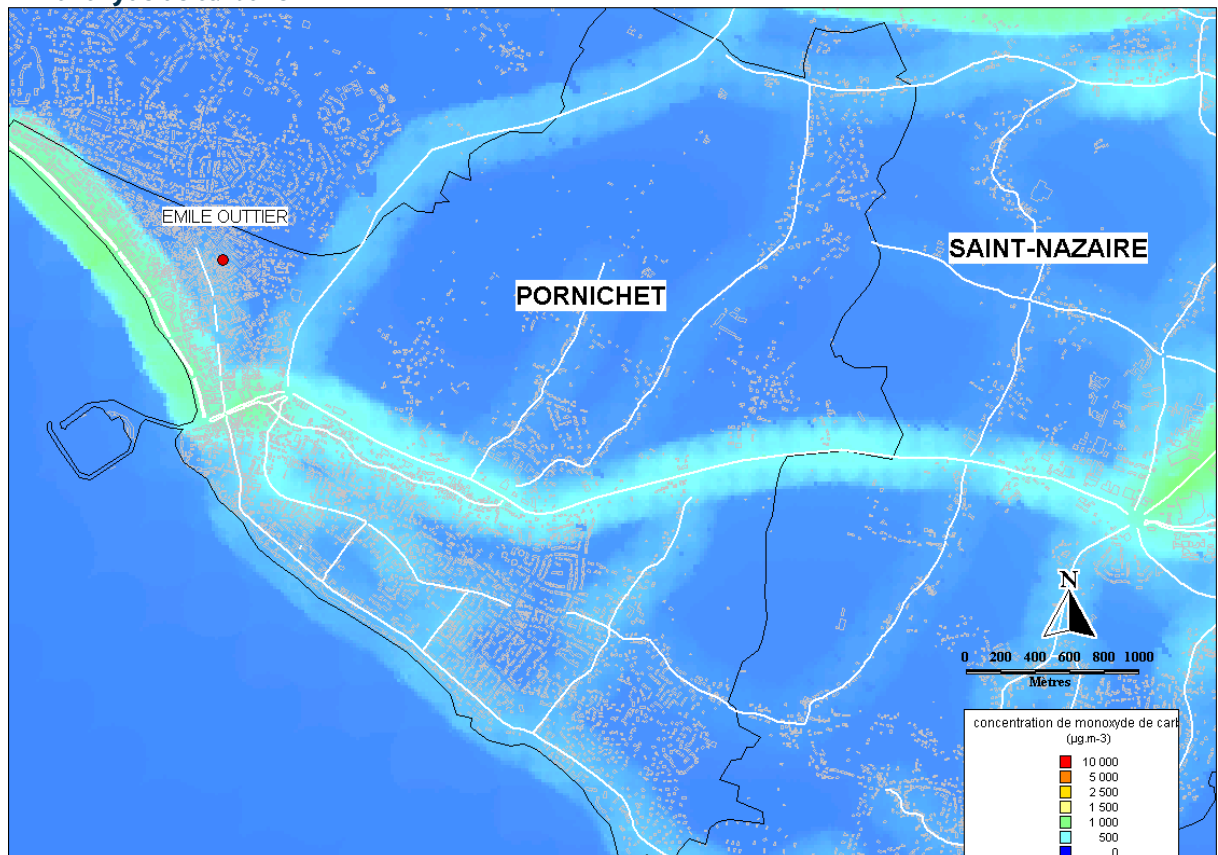 EMILE OUTTIER
SAINT-NAZAIRE
PORNICHET
N
0 200 400 600 800 1000
Mètres
concentration de monoxyde de
(µg.m-3)
10 000
5 000
2 500
1 500
1 000
500
0